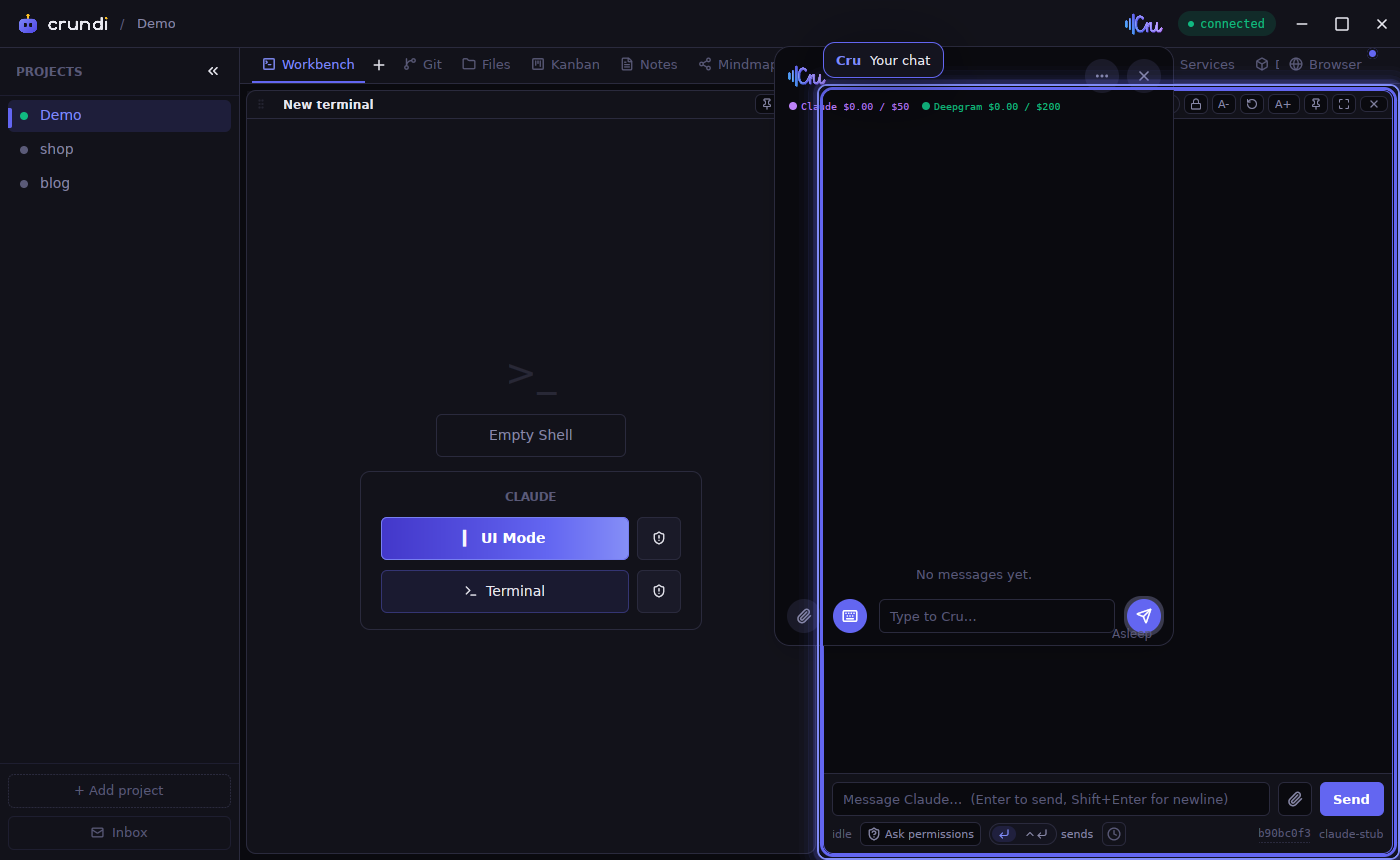 crundi / Demo
Cru
connected
PROJECTS
Workbench
Git
Files
Kanban
Notes
Mindmap
Services
Browser
Cru Your chat
Cru
Demo
shop
blog
New terminal
A-
A+
Claude $0.00 / $50
Deepgram $0.00 / $200
>_
Empty Shell
CLAUDE
UI Mode
Terminal
No messages yet.
Type to Cru…
Asleep
+ Add project
Inbox
Message Claude… (Enter to send, Shift+Enter for newline)
Send
idle
Ask permissions
sends
b90bc0f3
claude-stub